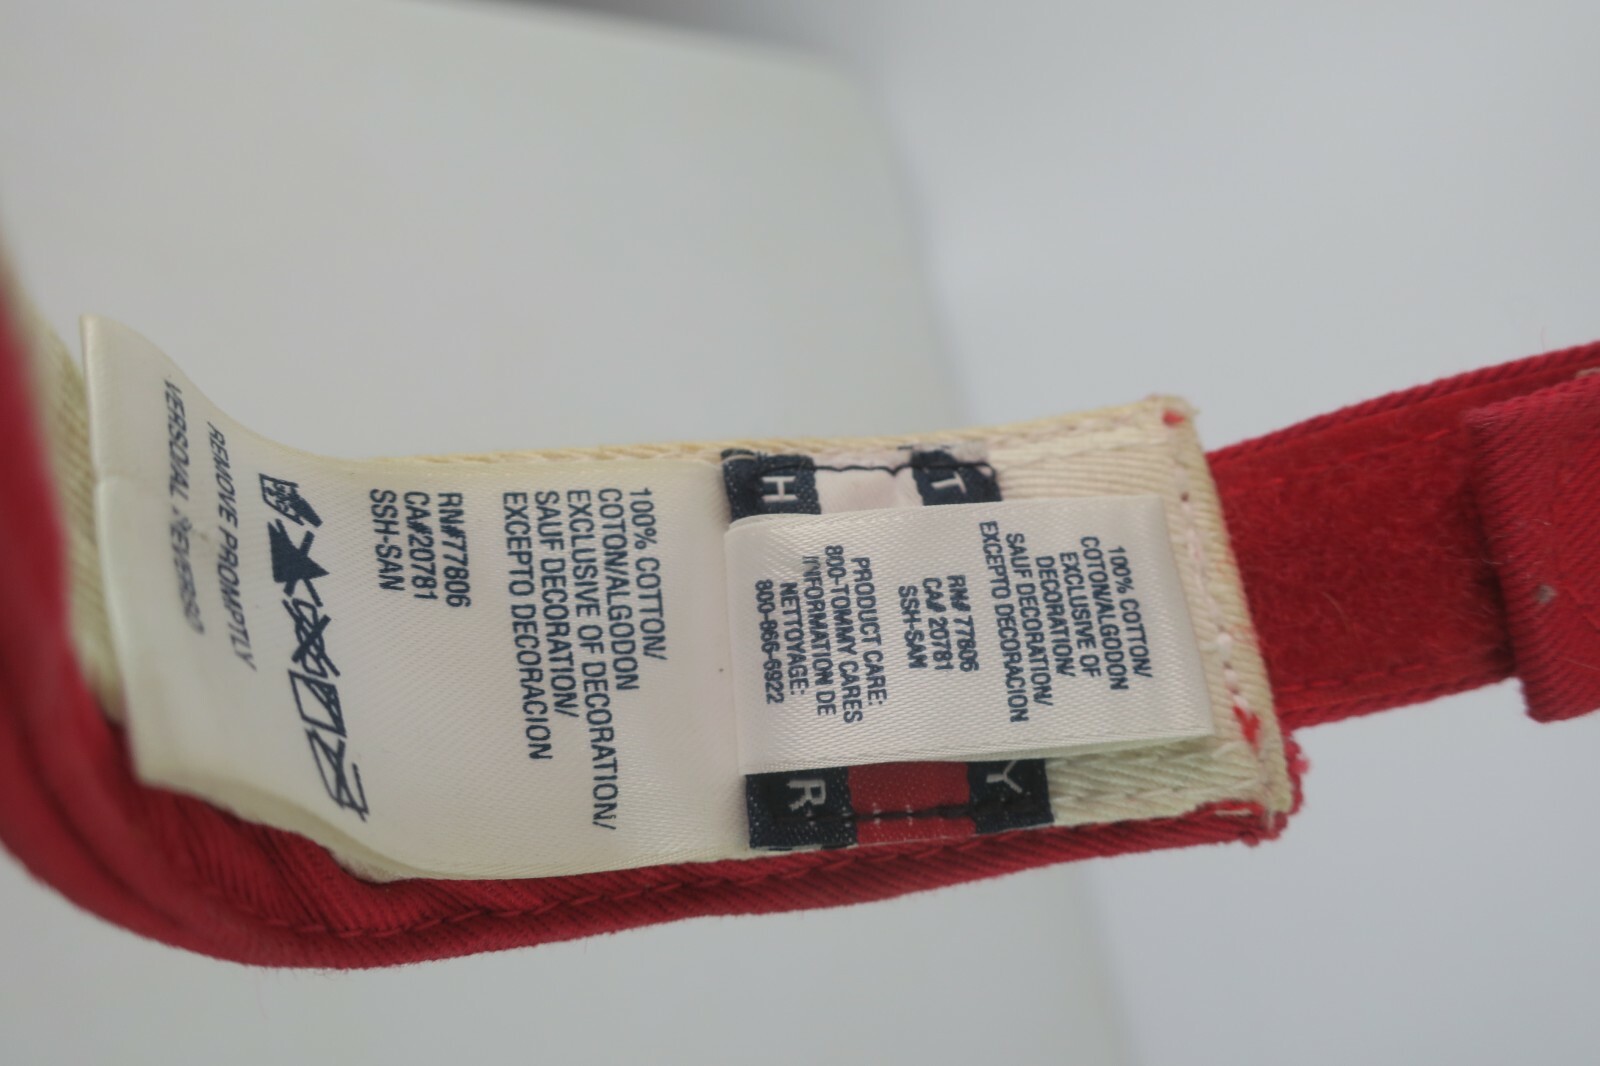 H
T
R
Y
100% COTTON/
COTON/ALGODON
EXCLUSIVE OF
DECORATION/
SAUF DECORATION/
EXCEPTO DECORACION
RN# 77806
CA# 20781
SSH-SAM
PRODUCT CARE:
800-TOMMY CARES
INFORMATION DE
NETTOYAGE:
800-866-6922
100% COTTON/
COTON/ALGODON
EXCLUSIVE OF DECORATION/
SAUF DECORATION/
EXCEPTO DECORACION
RN#77806
CA#20781
SSH-SAN
REMOVE PROMPTLY